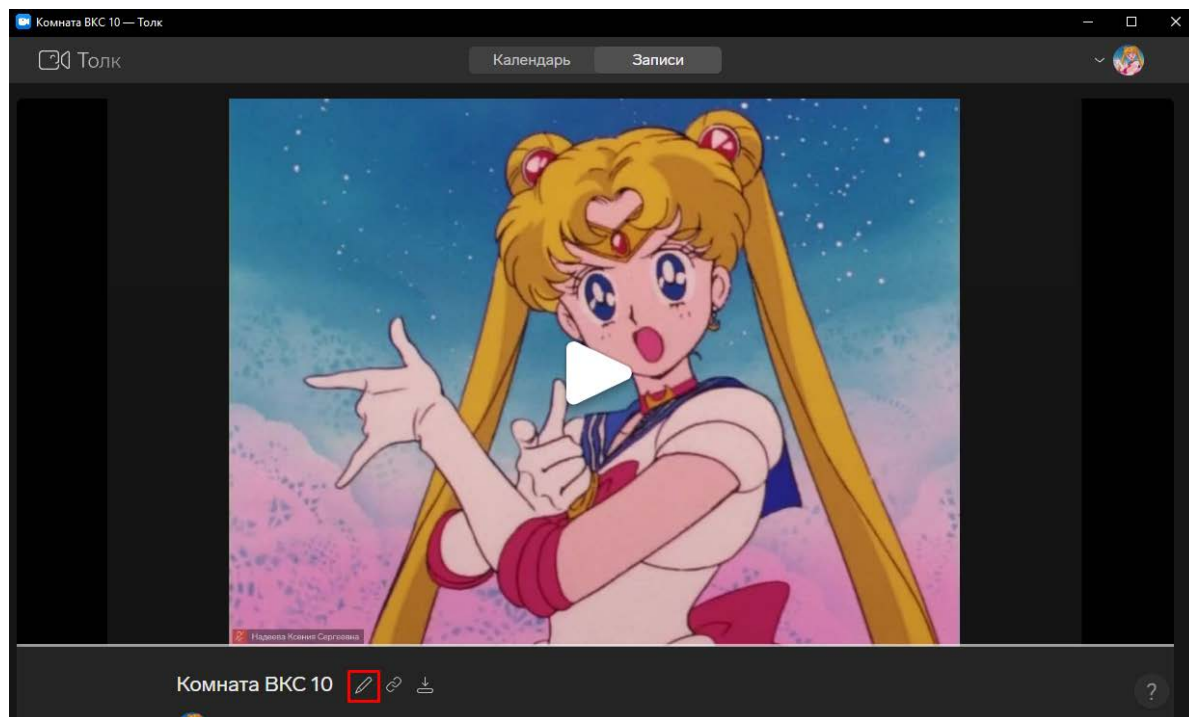 Комната ВКС 10 — Толк
Толк
Календарь
Записи
Надеева Ксения Сергеевна
Комната ВКС 10
?